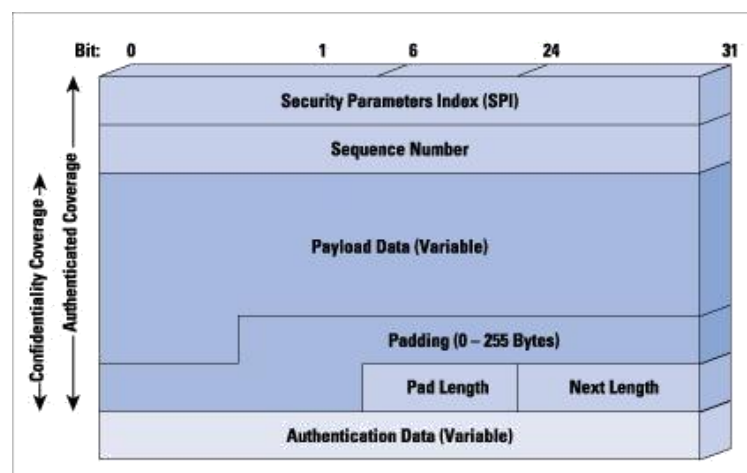 Bit: 0 1 6 24 31
Security Parameters Index (SPI)
Sequence Number
Payload Data (Variable)
Padding (0 – 255 Bytes)
Pad Length
Next Length
Authentication Data (Variable)
Confidentiality Coverage
Authenticated Coverage